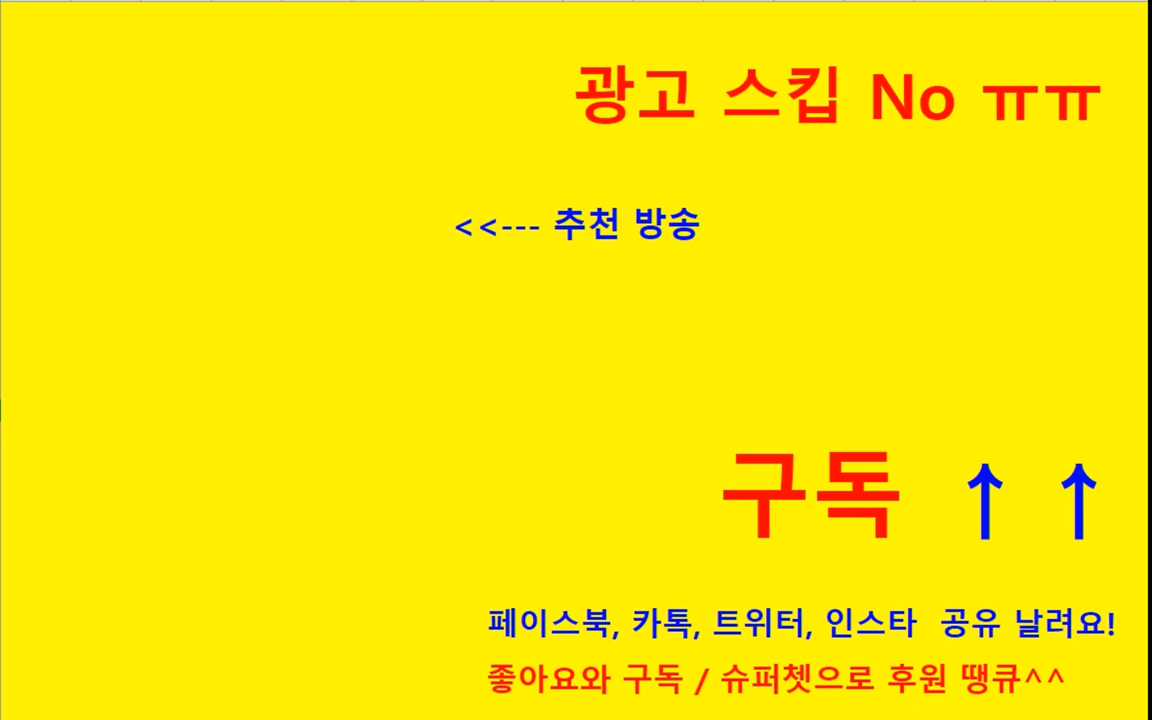 광고 스킵 No ㅠㅠ
<<--- 추천 방송
구독 ↑ ↑
페이스북, 카톡, 트위터, 인스타 공유 날려요!
좋아요와 구독 / 슈퍼쳇으로 후원 땡큐^^